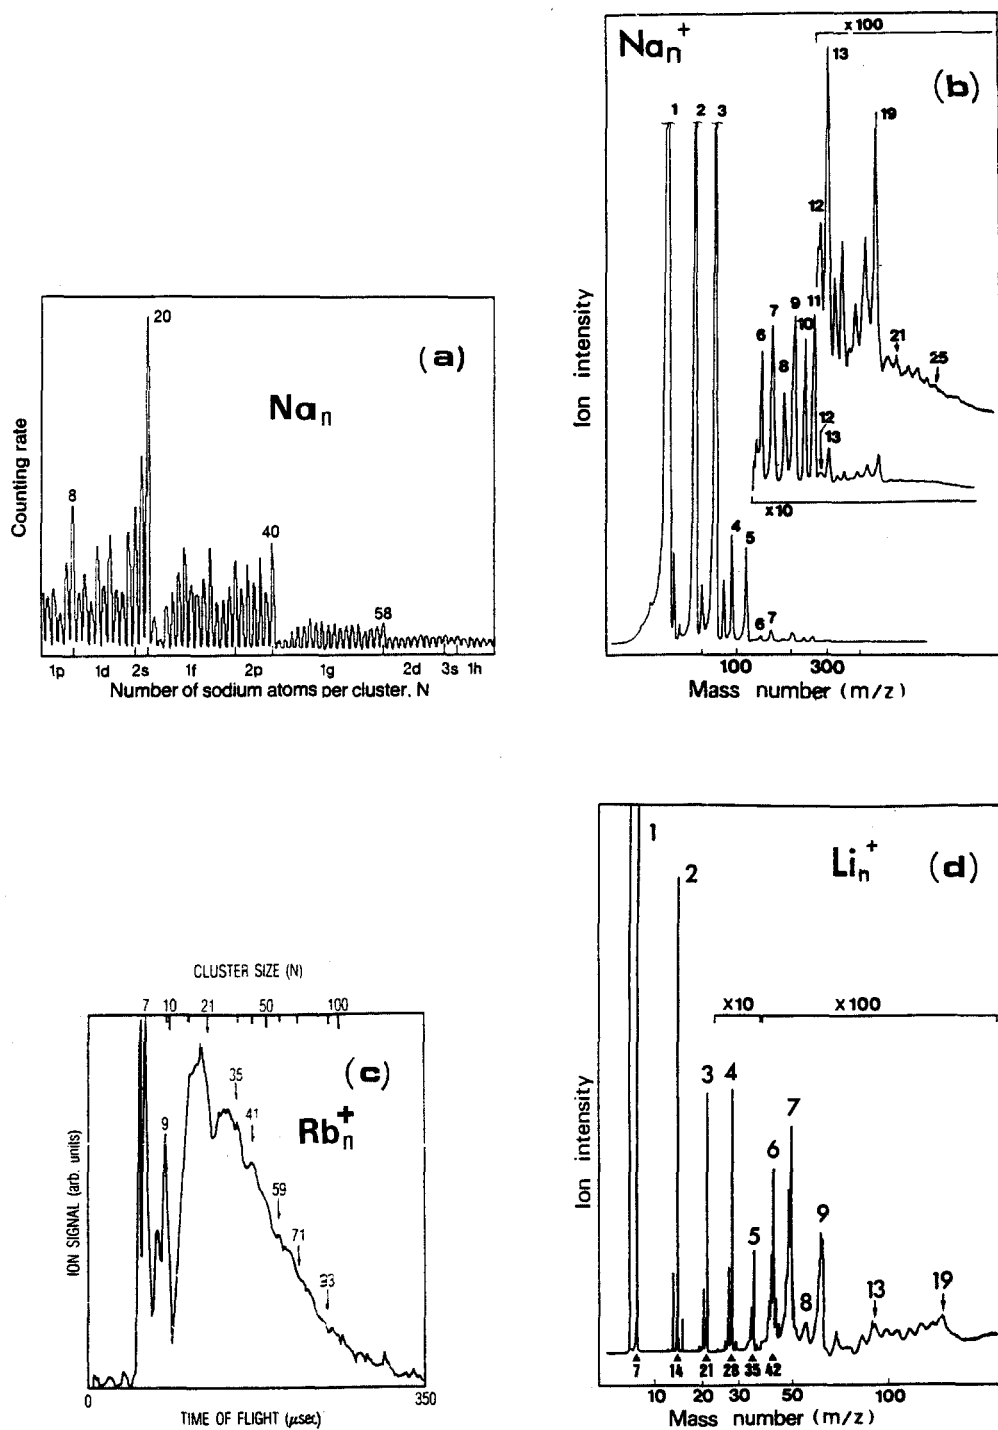 20
(a)
Na n
8
40
58
Counting rate
1p 1d 2s 1f 2p 1g 2d 3s 1h
Number of sodium atoms per cluster, N
Na n +
x 100
13
(b)
1 2 3
19
12
11
9
7
6
10
8
21
25
12
13
x10
4
5
6 7
Ion intensity
100 300
Mass number (m/z)
CLUSTER SIZE (N)
7 10 21 50 100
(c)
35
Rb n +
41
9
59
71
93
ION SIGNAL (arb. units)
0 350
TIME OF FLIGHT (μsec)
1
Li n + (d)
2
x10 x100
3 4
7
6
5
9
8
13 19
Ion intensity
7 14 21 28 35 42
10 20 30 50 100
Mass number (m/z)